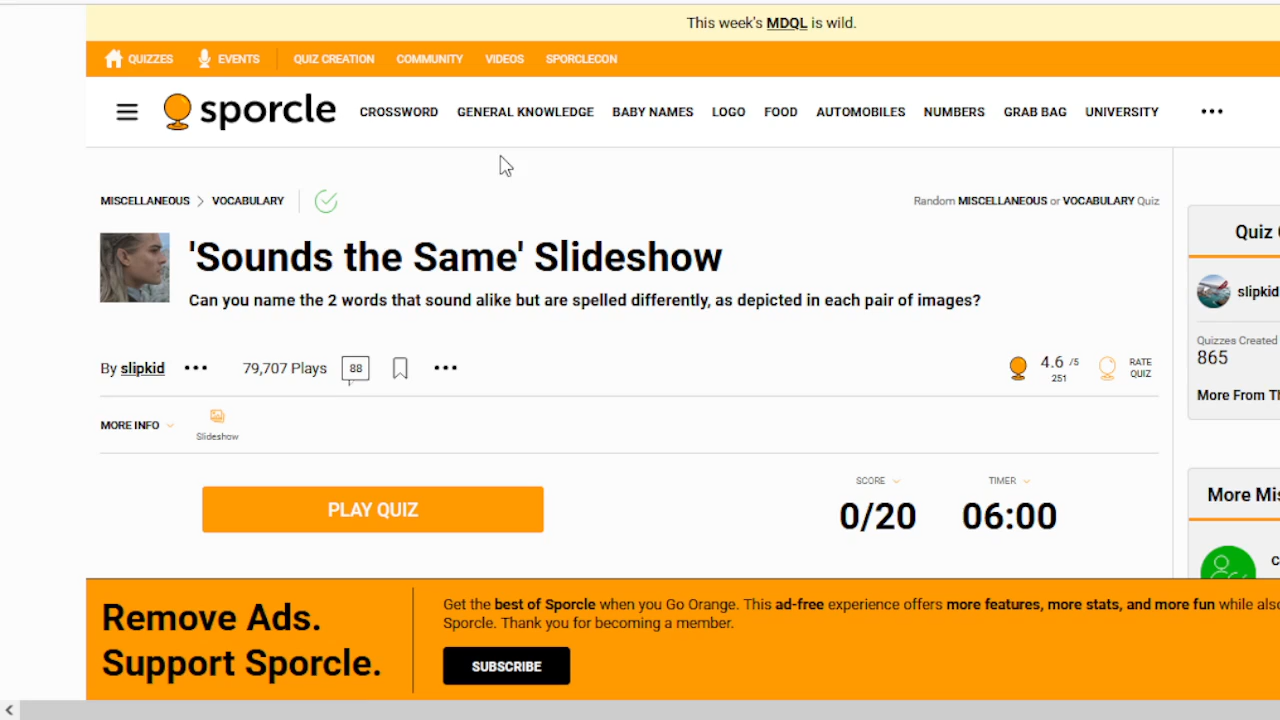 This week's MDQL is wild.
QUIZZES EVENTS QUIZ CREATION COMMUNITY VIDEOS SPORCLECON
sporcle CROSSWORD GENERAL KNOWLEDGE BABY NAMES LOGO FOOD AUTOMOBILES NUMBERS GRAB BAG UNIVERSITY
MISCELLANEOUS > VOCABULARY
Random MISCELLANEOUS or VOCABULARY Quiz
'Sounds the Same' Slideshow
Can you name the 2 words that sound alike but are spelled differently, as depicted in each pair of images?
By slipkid ••• 79,707 Plays 88 •••
4.6 /5
251
RATE
QUIZ
MORE INFO
Slideshow
PLAY QUIZ
SCORE
0/20
TIMER
06:00
Quiz
slipkid
Quizzes Created
865
More From Th
More Mis
Remove Ads.
Support Sporcle.
Get the best of Sporcle when you Go Orange. This ad-free experience offers more features, more stats, and more fun while also
Sporcle. Thank you for becoming a member.
SUBSCRIBE